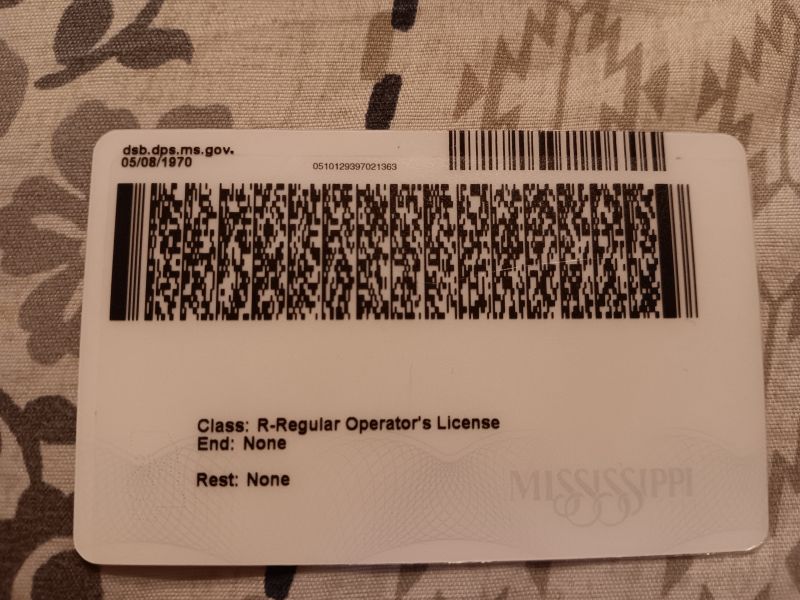 dsb.dps.ms.gov.
05/08/1970
0510129397021363
Class: R-Regular Operator's License
End: None
Rest: None
MISSISSIPPI